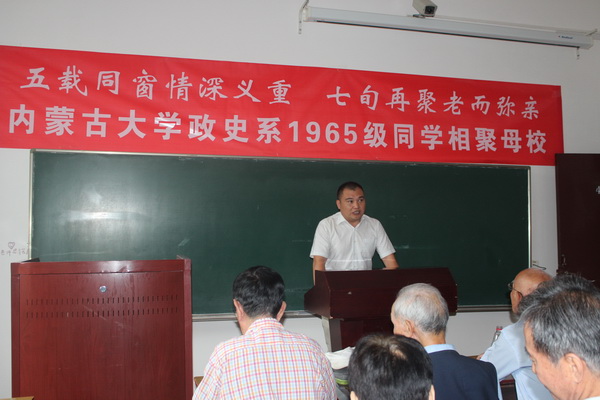 五载同窗情深义重 七旬再聚老而弥亲
内蒙古大学政史系1965级同学相聚母校